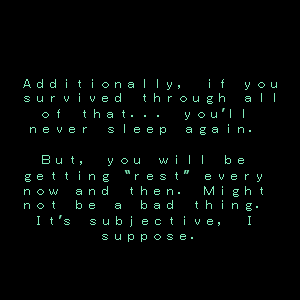 Additionally, if you
survived through all
of that... you'll
never sleep again.
But, you will be
getting "rest" every
now and then. Might
not be a bad thing.
It's subjective, I
suppose.